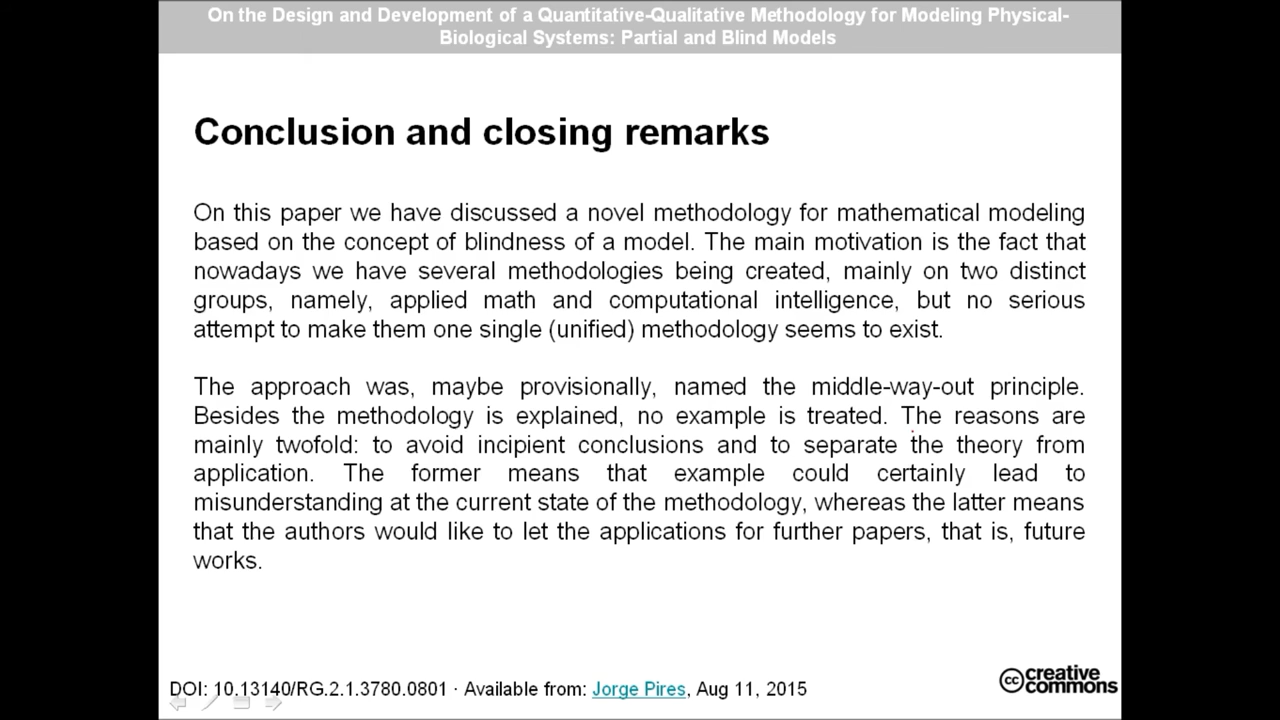 On the Design and Development of a Quantitative-Qualitative Methodology for Modeling Physical-
Biological Systems: Partial and Blind Models
Conclusion and closing remarks
On this paper we have discussed a novel methodology for mathematical modeling
based on the concept of blindness of a model. The main motivation is the fact that
nowadays we have several methodologies being created, mainly on two distinct
groups, namely, applied math and computational intelligence, but no serious
attempt to make them one single (unified) methodology seems to exist.
The approach was, maybe provisionally, named the middle-way-out principle.
Besides the methodology is explained, no example is treated. The reasons are
mainly twofold: to avoid incipient conclusions and to separate the theory from
application. The former means that example could certainly lead to
misunderstanding at the current state of the methodology, whereas the latter means
that the authors would like to let the applications for further papers, that is, future
works.
DOI: 10.13140/RG.2.1.3780.0801 · Available from: Jorge Pires, Aug 11, 2015
cc creative
commons